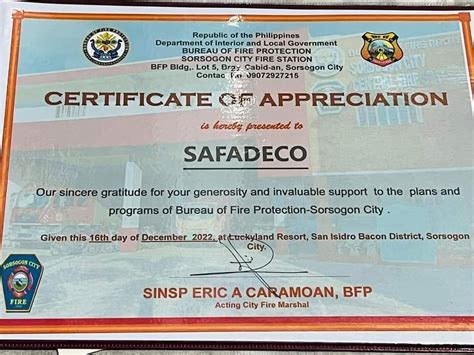 Republic of the Philippines
Department of Interior and Local Government
BUREAU OF FIRE PROTECTION
SORSOGON CITY FIRE STATION
BFP Bldg., Lot 5, Brgy Cabid-an, Sorsogon City
Contact 09072927215
CERTIFICATE OF APPRECIATION
is hereby presented to
SAFADECO
Our sincere gratitude for your generosity and invaluable support to the plans and
programs of Bureau of Fire Protection-Sorsogon City .
Given this 16th day of December 2022, at Luckyland Resort, San Isidro Bacon District, Sorsogon
City.
SINSP ERIC A CARAMOAN, BFP
Acting City Fire Marshal
SORSOGON CITY
FIRE